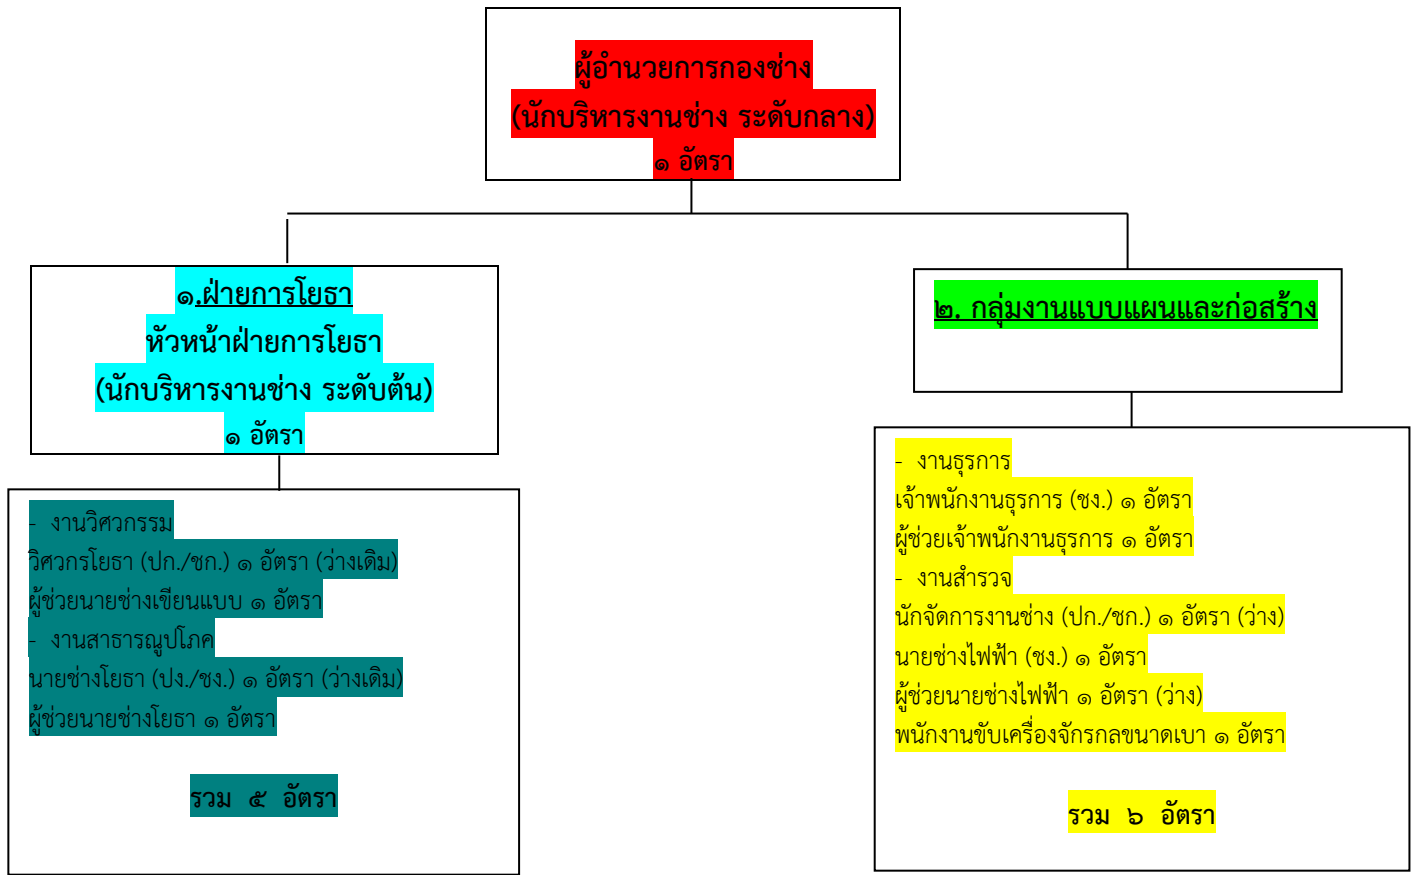 ผู้อำนวยการกองช่าง
(นักบริหารงานช่าง ระดับกลาง)
๑ อัตรา
๑.ฝ่ายการโยธา
หัวหน้าฝ่ายการโยธา
(นักบริหารงานช่าง ระดับต้น)
๑ อัตรา
- งานวิศวกรรม
วิศวกรโยธา (ปก./ชก.) ๑ อัตรา (ว่างเดิม)
ผู้ช่วยนายช่างเขียนแบบ ๑ อัตรา
- งานสาธารณูปโภค
นายช่างโยธา (ปง./ชง.) ๑ อัตรา (ว่างเดิม)
ผู้ช่วยนายช่างโยธา ๑ อัตรา
รวม ๕ อัตรา
๒. กลุ่มงานแบบแผนและก่อสร้าง
- งานธุรการ
เจ้าพนักงานธุรการ (ชง.) ๑ อัตรา
ผู้ช่วยเจ้าพนักงานธุรการ ๑ อัตรา
- งานสำรวจ
นักจัดการงานช่าง (ปก./ชก.) ๑ อัตรา (ว่าง)
นายช่างไฟฟ้า (ชง.) ๑ อัตรา
ผู้ช่วยนายช่างไฟฟ้า ๑ อัตรา (ว่าง)
พนักงานขับเครื่องจักรกลขนาดเบา ๑ อัตรา
รวม ๖ อัตรา